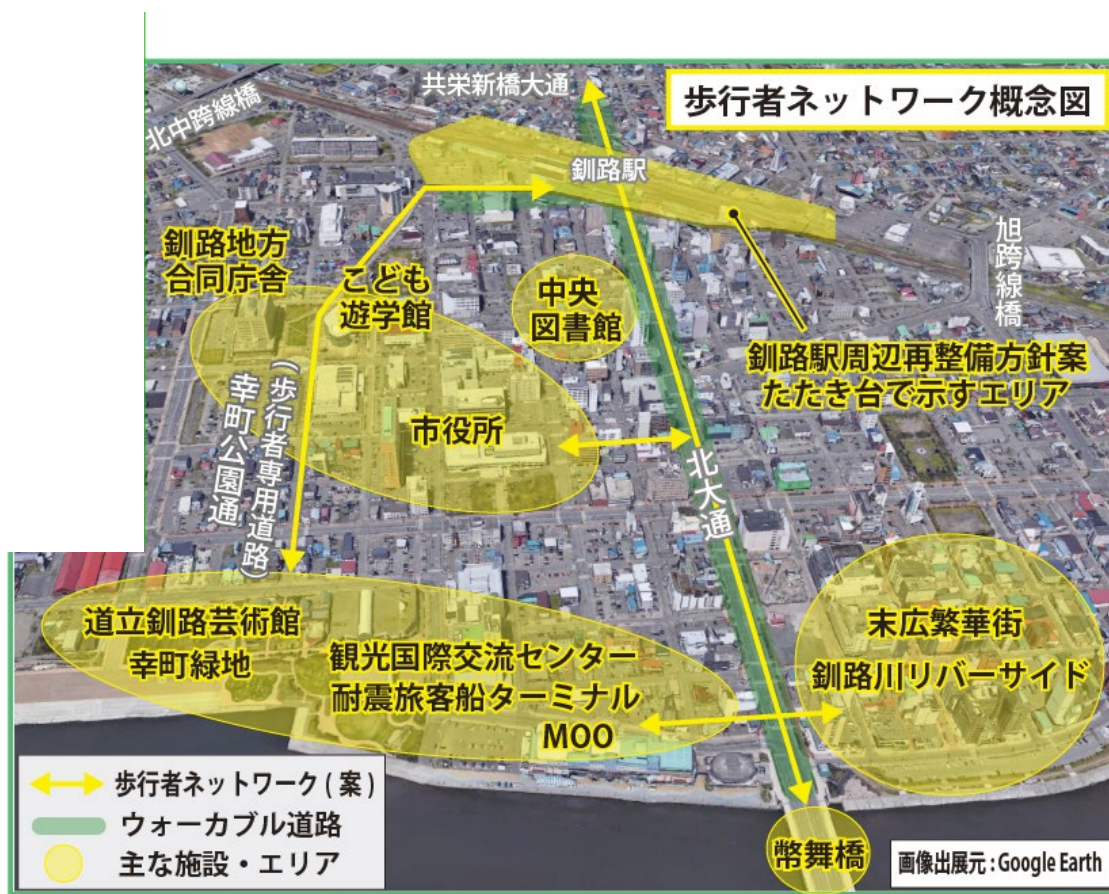 共栄新橋大通
歩行者ネットワーク概念図
北中跨線橋
釧路駅
釧路地方
合同庁舎
こども
遊学館
中央
図書館
旭跨線橋
釧路駅周辺再整備方針案
たたき台で示すエリア
市役所
北大通
(歩行者専用道路)
幸町公園通
道立釧路芸術館
幸町緑地
観光国際交流センター
耐震旅客船ターミナル
MOO
末広繁華街
釧路川リバーサイド
歩行者ネットワーク(案)
ウォーカブル道路
主な施設・エリア
幣舞橋
画像出展元:Google Earth